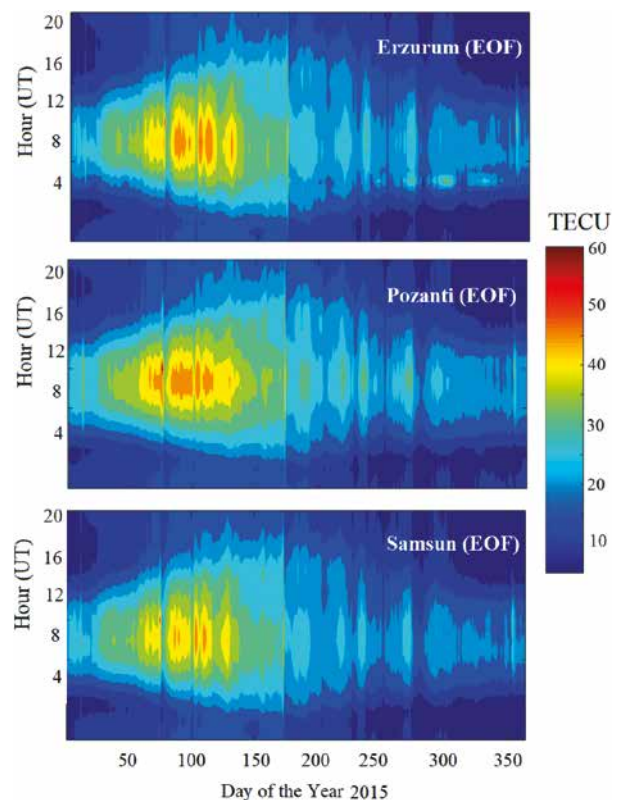 20
16
12
8
4
Hour (UT)
Erzurum (EOF)
20
16
12
8
4
Hour (UT)
Pozanti (EOF)
20
16
12
8
4
Hour (UT)
Samsun (EOF)
50 100 150 200 250 300 350
Day of the Year 2015
TECU
60
50
40
30
20
10